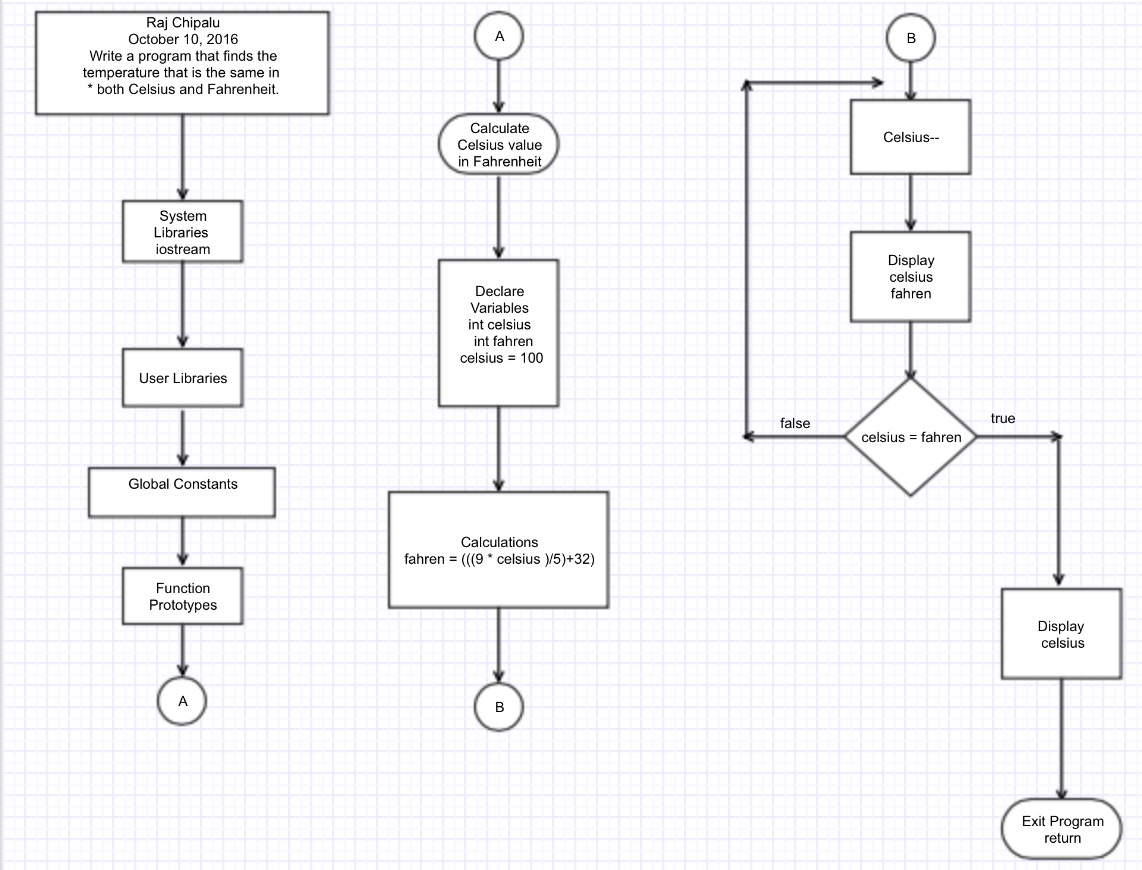 Raj Chipalu
October 10, 2016
Write a program that finds the
temperature that is the same in
* both Celsius and Fahrenheit.
System
Libraries
iostream
User Libraries
Global Constants
Function
Prototypes
A
A
Calculate
Celsius value
in Fahrenheit
Declare
Variables
int celsius
int fahren
celsius = 100
Calculations
fahren = (((9 * celsius )/5)+32)
B
B
Celsius--
Display
celsius
fahren
celsius = fahren
false
true
Display
celsius
Exit Program
return